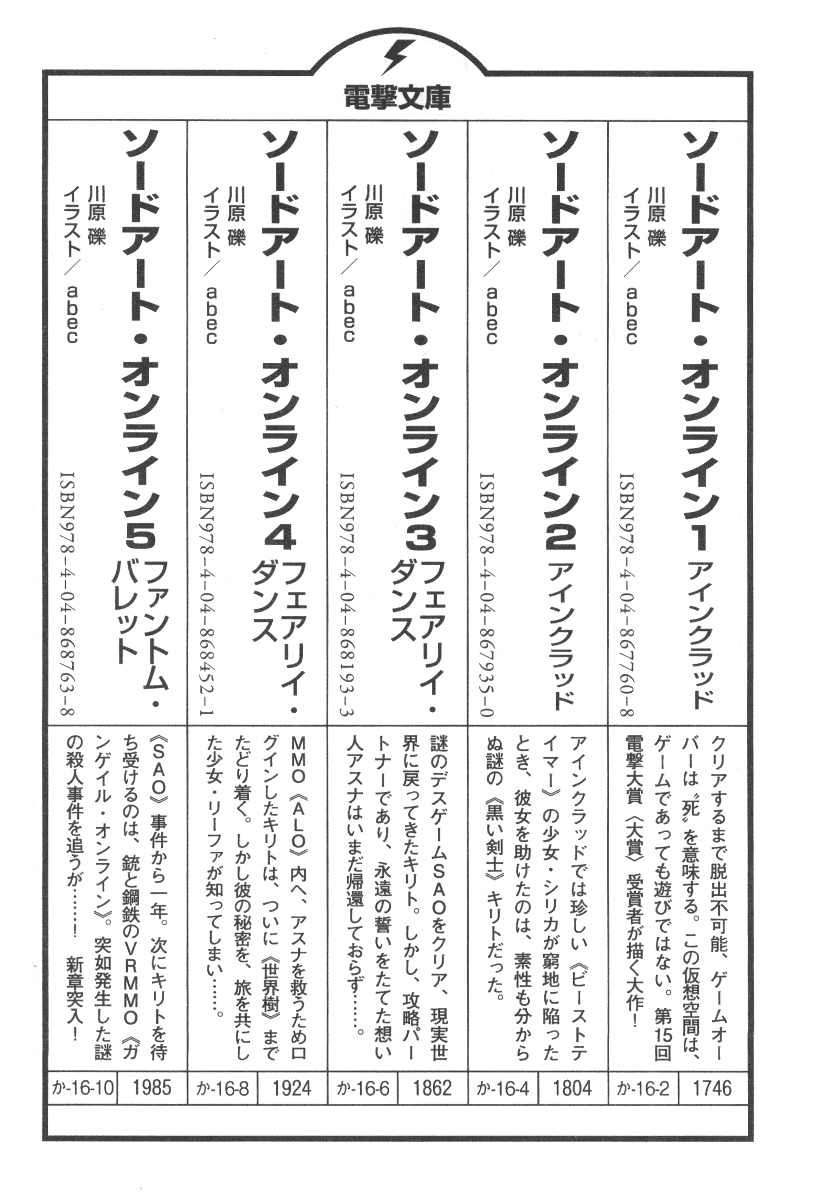 電撃文庫
ソードアート・オンライン1
アインクラッド
川原 礫
イラスト／abec
ISBN978-4-04-867760-8
クリアするまで脱出不可能、ゲームオー
バーは〝死〟を意味する。この仮想空間は、
ゲームであっても遊びではない。第15回
電撃大賞〈大賞〉受賞者が描く大作！
か-16-2
1746
ソードアート・オンライン2
アインクラッド
川原 礫
イラスト／abec
ISBN978-4-04-867935-0
アインクラッドでは珍しい《ビーストテ
イマー》の少女・シリカが窮地に陥った
とき、彼女を助けたのは、素性も分から
ぬ謎の《黒い剣士》キリトだった。
か-16-4
1804
ソードアート・オンライン3
フェアリィ・
ダンス
川原 礫
イラスト／abec
ISBN978-4-04-868193-3
謎のデスゲームSAOをクリア、現実世
界に戻ってきたキリト。しかし、攻略パー
トナーであり、永遠の誓いをたてた想い
人アスナはいまだ帰還しておらず……。
か-16-6
1862
ソードアート・オンライン4
フェアリィ・
ダンス
川原 礫
イラスト／abec
ISBN978-4-04-868452-1
MMO《ALO》内へ、アスナを救うためロ
グインしたキリトは、ついに《世界樹》まで
たどり着く。しかし彼の秘密を、旅を共にし
た少女・リーファが知ってしまい……。
か-16-8
1924
ソードアート・オンライン5
ファントム・
バレット
川原 礫
イラスト／abec
ISBN978-4-04-868763-8
《SAO》事件から一年。次にキリトを待
ち受けるのは、銃と鋼鉄のVRMMO《ガ
ンゲイル・オンライン》。突如発生した謎
の殺人事件を追うが……！　新章突入！
か-16-10
1985